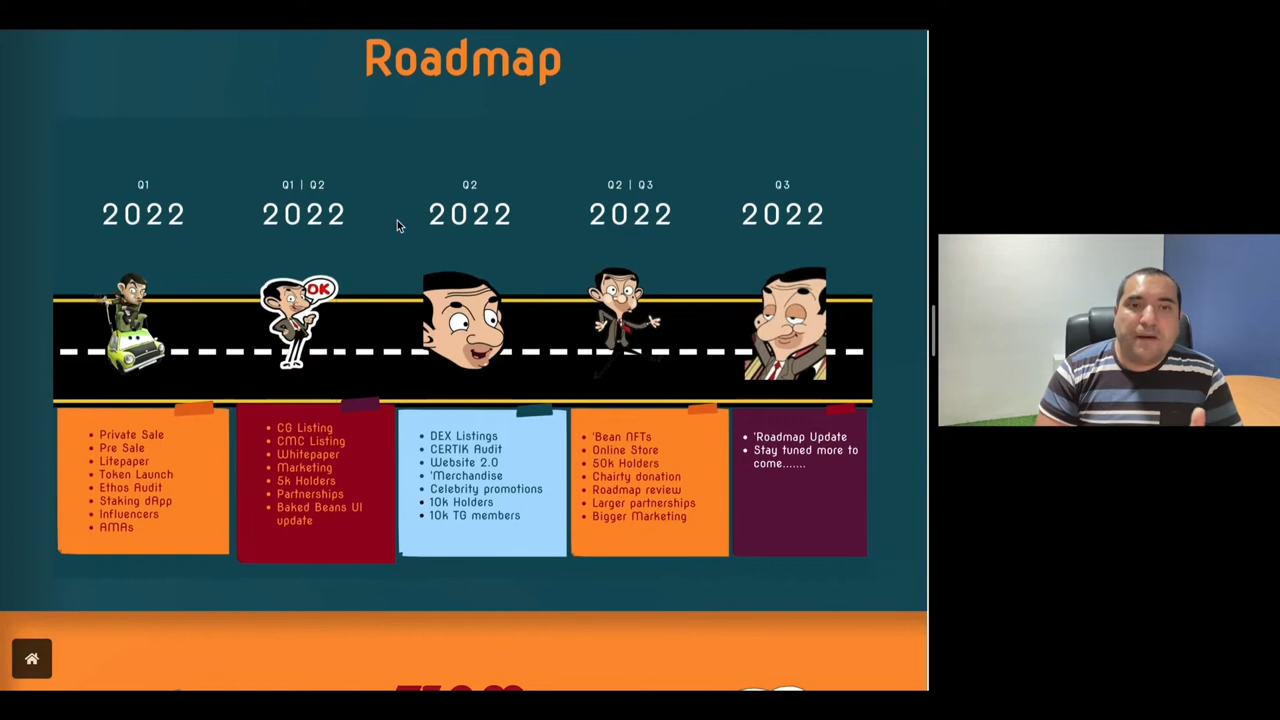 Roadmap
Q1
2022
Q1 | Q2
2022
Q2
2022
Q2 | Q3
2022
Q3
2022
OK
Private Sale
Pre Sale
Litepaper
Token Launch
Ethos Audit
Staking dApp
Influencers
AMAs
CG Listing
CMC Listing
Whitepaper
Marketing
5k Holders
Partnerships
Baked Beans UI
update
DEX Listings
CERTIK Audit
Website 2.0
'Merchandise
Celebrity promotions
10k Holders
10k TG members
'Bean NFTs
Online Store
50k Holders
Chairty donation
Roadmap review
Larger partnerships
Bigger Marketing
'Roadmap Update
Stay tuned more to
come.......